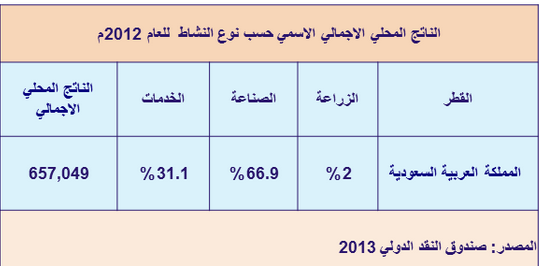 الناتج المحلي الاجمالي الاسمي حسب نوع النشاط للعام 2012م
القطر الزراعة الصناعة الخدمات الناتج المحلي
الاجمالي
المملكة العربية السعودية 2% 66.9% 31.1% 657,049
المصدر: صندوق النقد الدولي 2013